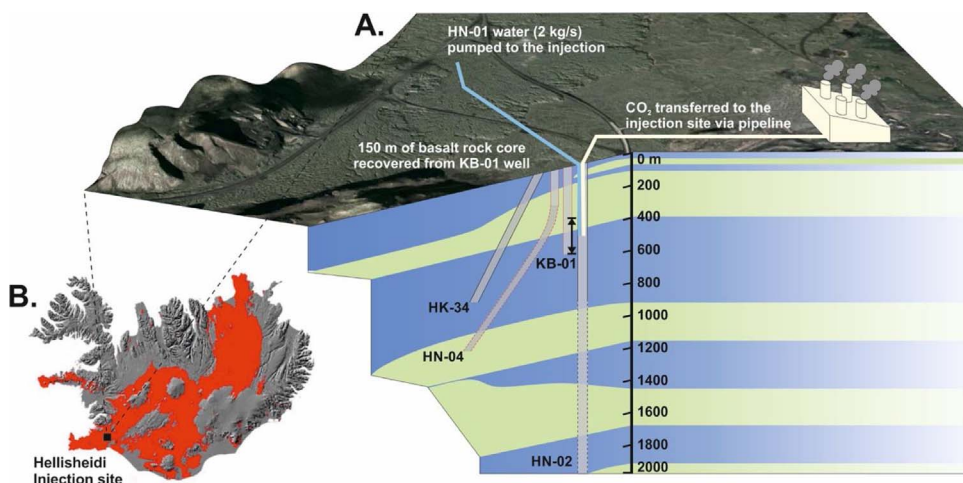 A.
HN-01 water (2 kg/s)
pumped to the injection
CO₂ transferred to the
injection site via pipeline
150 m of basalt rock core
recovered from KB-01 well
0 m
200
400
600
800
1000
1200
1400
1600
1800
2000
KB-01
HK-34
HN-04
HN-02
B.
Hellisheidi
Injection site